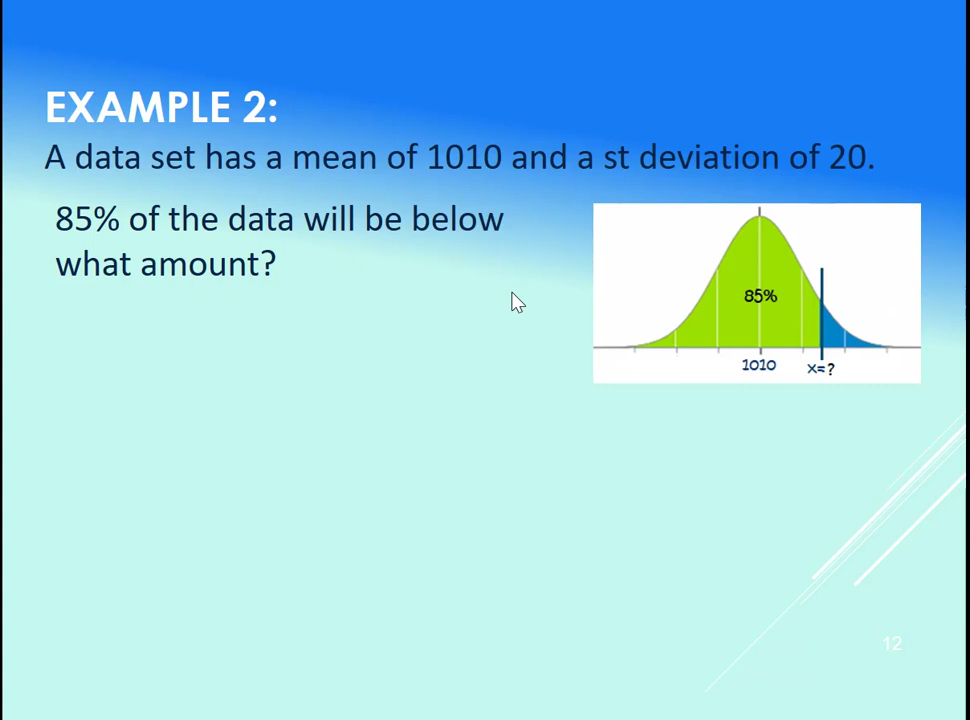 EXAMPLE 2:
A data set has a mean of 1010 and a st deviation of 20.
85% of the data will be below
what amount?
85%
1010 x=?
12